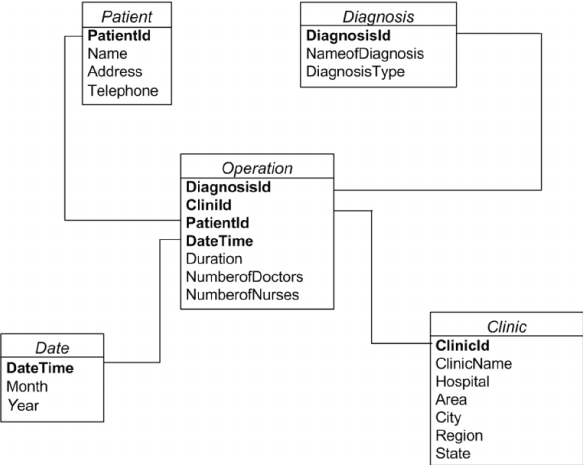 Patient
PatientId
Name
Address
Telephone
Diagnosis
DiagnosisId
NameofDiagnosis
DiagnosisType
Operation
DiagnosisId
CliniId
PatientId
DateTime
Duration
NumberofDoctors
NumberofNurses
Date
DateTime
Month
Year
Clinic
ClinicId
ClinicName
Hospital
Area
City
Region
State